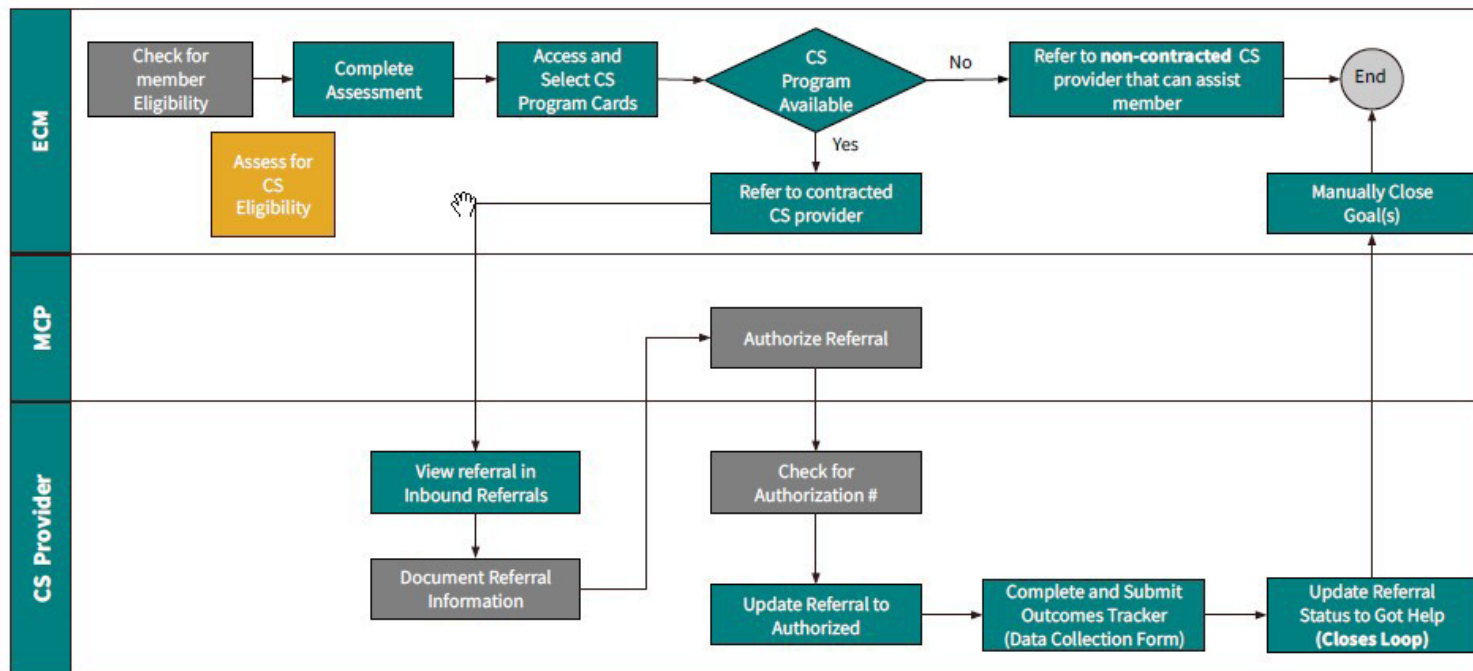 ECM
Check for
member
Eligibility
Complete
Assessment
Access and
Select CS
Program Cards
CS
Program
Available
No
Refer to non-contracted CS
provider that can assist
member
End
Assess for
CS
Eligibility
Yes
Refer to contracted
CS provider
Manually Close
Goal(s)
MCP
Authorize Referral
CS Provider
View referral in
Inbound Referrals
Check for
Authorization #
Document Referral
Information
Update Referral to
Authorized
Complete and Submit
Outcomes Tracker
(Data Collection Form)
Update Referral
Status to Got Help
(Closes Loop)